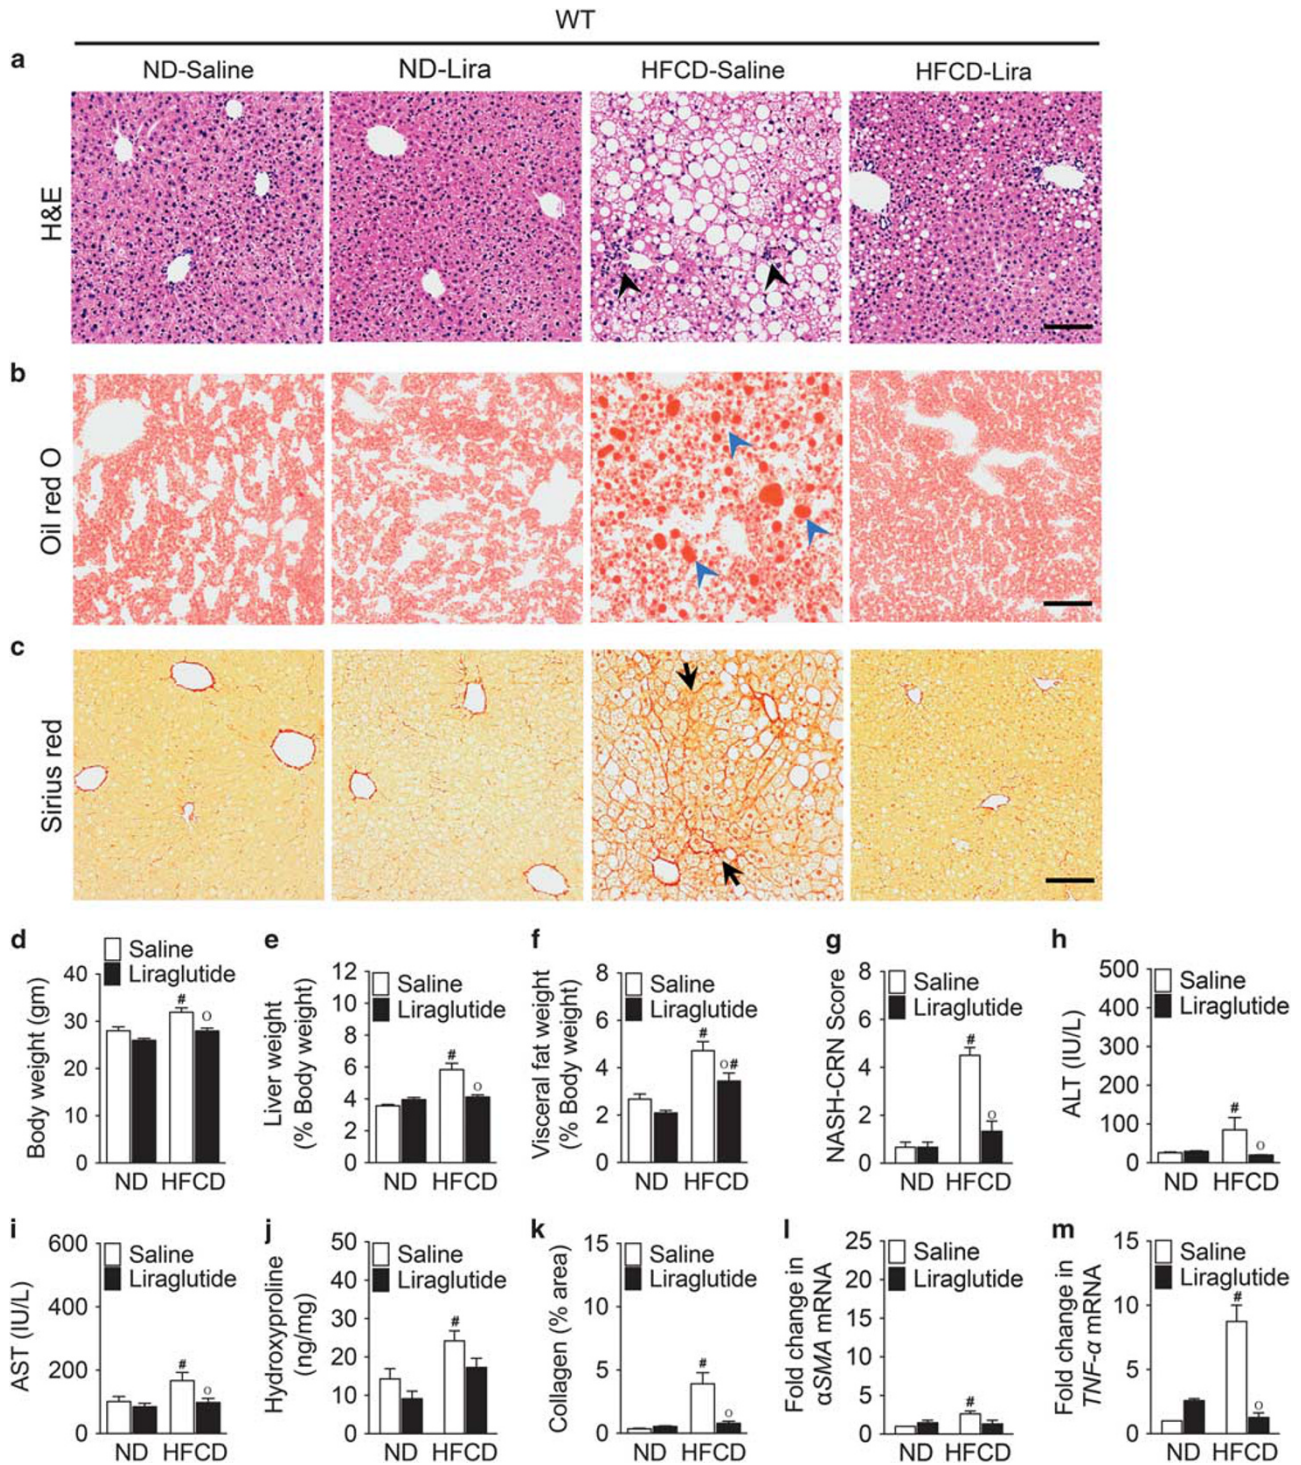 WT
a
ND-Saline
ND-Lira
HFCD-Saline
HFCD-Lira
H&E
b
Oil red O
c
Sirius red
d
Saline
Liraglutide
Body weight (gm)
40
30
20
10
0
#
o
ND HFCD
e
Saline
Liraglutide
Liver weight
(% Body weight)
12
10
8
6
4
2
0
#
o
ND HFCD
f
Saline
Liraglutide
Visceral fat weight
(% Body weight)
8
6
4
2
0
#
o#
ND HFCD
g
Saline
Liraglutide
NASH-CRN Score
8
6
4
2
0
#
o
ND HFCD
h
Saline
Liraglutide
ALT (IU/L)
500
400
300
200
100
0
#
o
ND HFCD
i
Saline
Liraglutide
AST (IU/L)
600
400
200
0
#
o
ND HFCD
j
Saline
Liraglutide
Hydroxyproline
(ng/mg)
50
40
30
20
10
0
#
ND HFCD
k
Saline
Liraglutide
Collagen (% area)
15
10
5
0
#
o
ND HFCD
l
Saline
Liraglutide
Fold change in
αSMA mRNA
25
20
15
10
5
0
#
ND HFCD
m
Saline
Liraglutide
Fold change in
TNF-α mRNA
15
10
5
0
#
o
ND HFCD